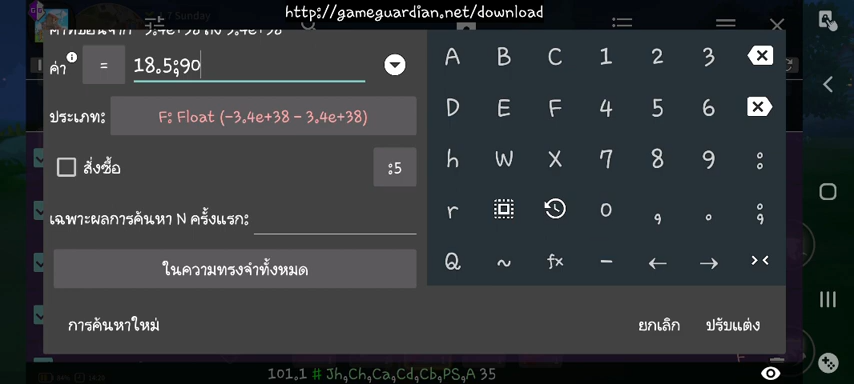 http://gameguardian.net/download
ค่า = 18.5;90
ประเภท: F: Float (-3.4e+38 - 3.4e+38)
สั่งซื้อ :5
เฉพาะผลการค้นหา N ครั้งแรก:
ในความทรงจำทั้งหมด
การค้นหาใหม่ ยกเลิก ปรับแต่ง
A B C 1 2 3
D E F 4 5 6
h W X 7 8 9 :
r 0 , . ;
Q ~ fx - ← → ><
101.1 # Jh,Ch,Ca,Cd,Cb,PS,A 35